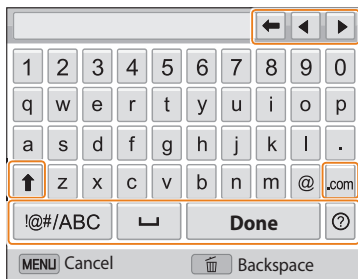 1 2 3 4 5 6 7 8 9 0
q w e r t y u i o p
a s d f g h j k l .
z x c v b n m @ .com
!@#/ABC Done ?
MENU Cancel Backspace